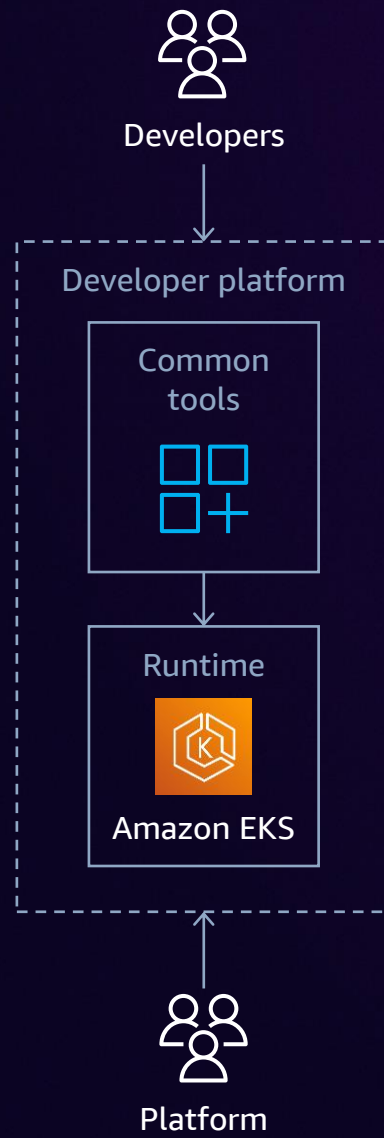 Developers
Developer platform
Common
tools
Runtime
K
Amazon EKS
Platform